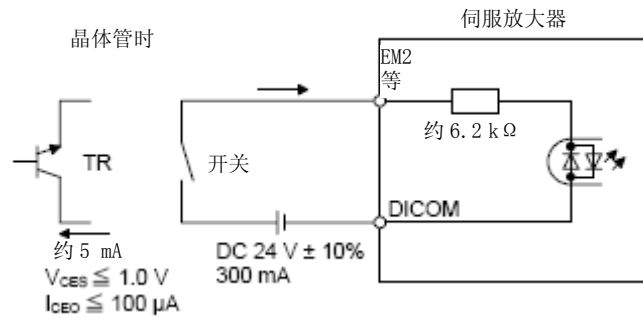 伺服放大器
晶体管时
EM2
等
约 6.2 kΩ
TR
开关
DICOM
约 5 mA
DC 24 V ± 10%
300 mA
VCES ≦ 1.0 V
ICEO ≦ 100 μA